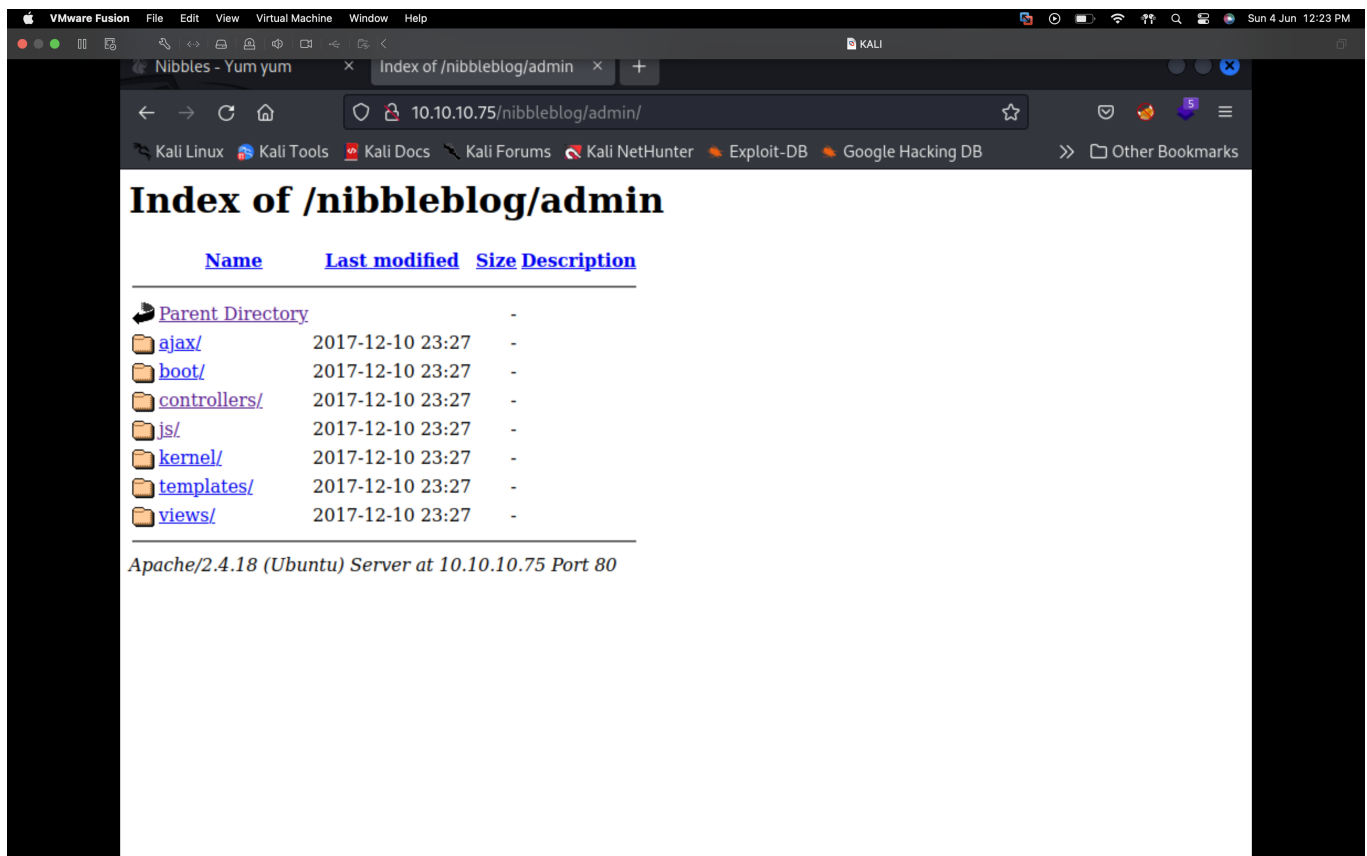 VMware Fusion File Edit View Virtual Machine Window Help Sun 4 Jun 12:23 PM
KALI
Nibbles - Yum yum × Index of /nibbleblog/admin × +
10.10.10.75/nibbleblog/admin/ 5
Kali Linux Kali Tools Kali Docs Kali Forums Kali NetHunter Exploit-DB Google Hacking DB Other Bookmarks
Index of /nibbleblog/admin
Name Last modified Size Description
Parent Directory -
ajax/ 2017-12-10 23:27 -
boot/ 2017-12-10 23:27 -
controllers/ 2017-12-10 23:27 -
js/ 2017-12-10 23:27 -
kernel/ 2017-12-10 23:27 -
templates/ 2017-12-10 23:27 -
views/ 2017-12-10 23:27 -
Apache/2.4.18 (Ubuntu) Server at 10.10.10.75 Port 80